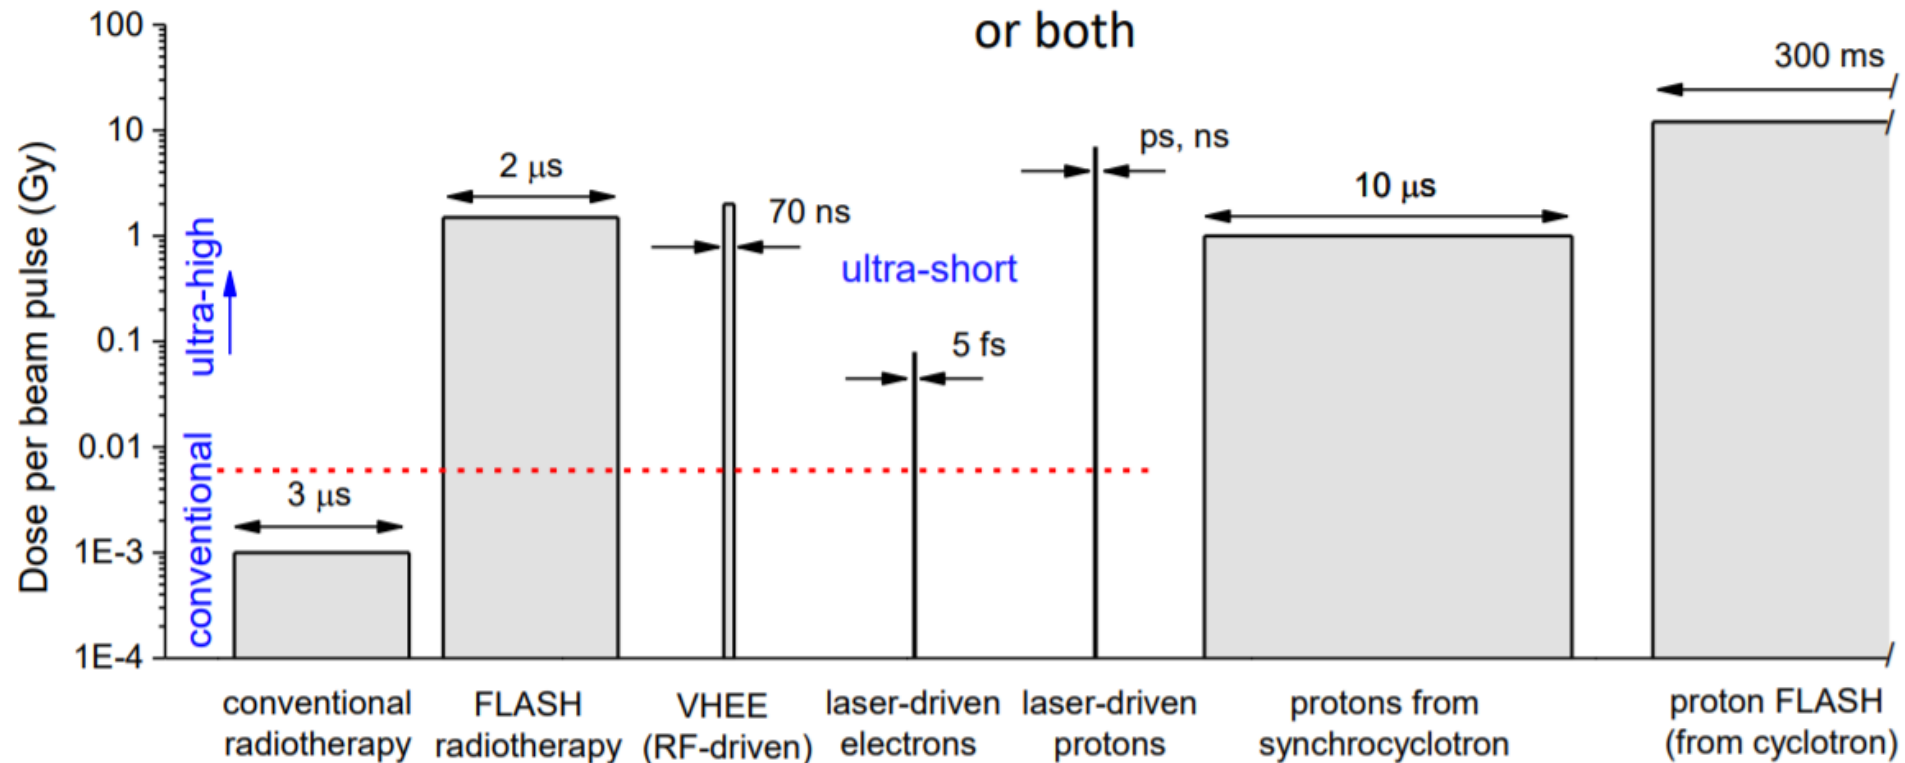 or both
Dose per beam pulse (Gy)
100
10
1
0.1
0.01
1E-3
1E-4
ultra-high
conventional
3 μs
2 μs
70 ns
ultra-short
5 fs
ps, ns
10 μs
300 ms
conventional
radiotherapy
FLASH
radiotherapy
VHEE
(RF-driven)
laser-driven
electrons
laser-driven
protons
protons from
synchrocyclotron
proton FLASH
(from cyclotron)